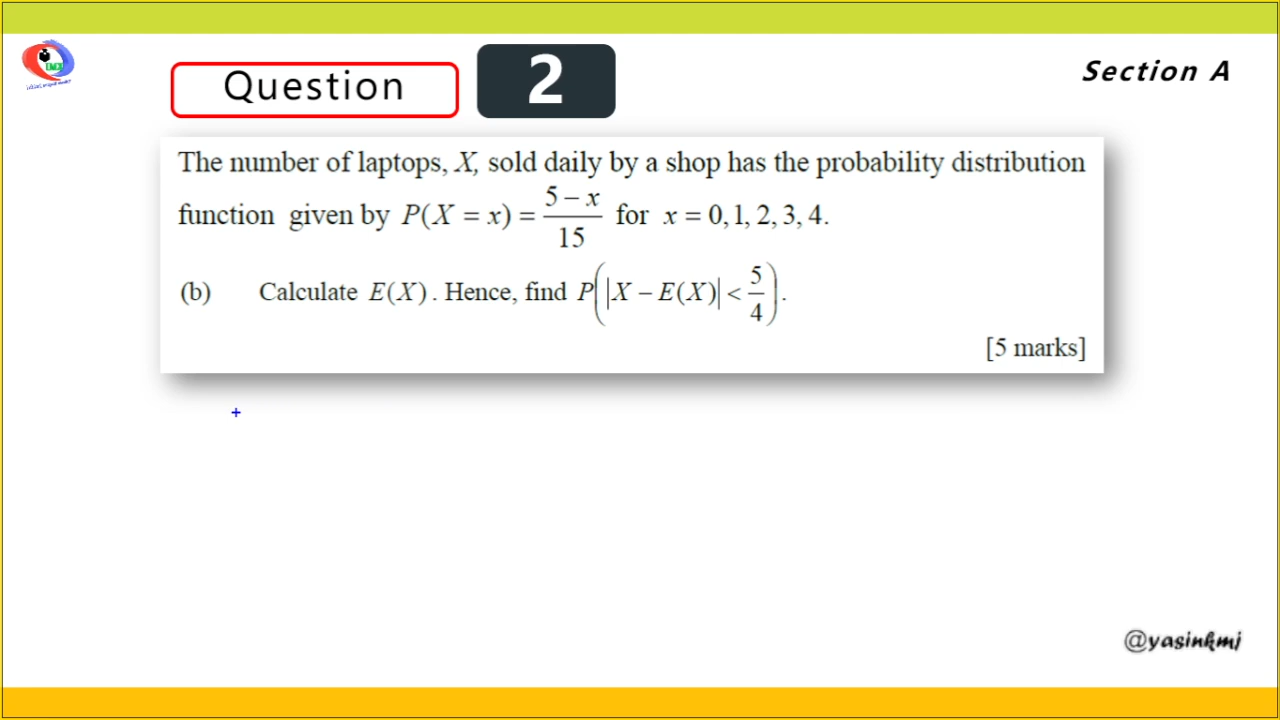 Question 2
Section A
The number of laptops, X, sold daily by a shop has the probability distribution
function given by P(X = x) = (5 − x)/15 for x = 0, 1, 2, 3, 4.
(b) Calculate E(X). Hence, find P(|X − E(X)| < 5/4).
[5 marks]
@yasinkmj